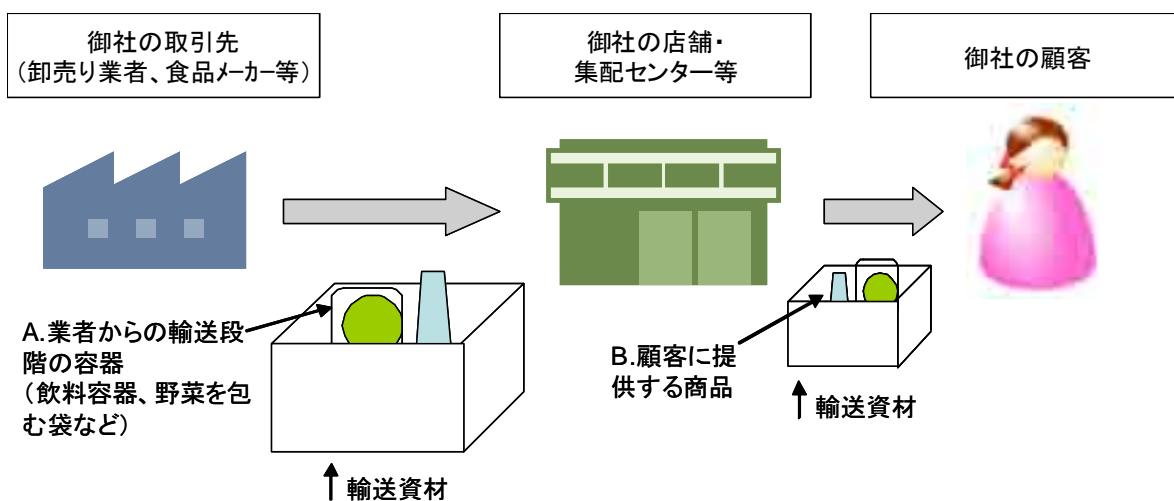 御社の取引先
（卸売り業者、食品メーカー等）
御社の店舗・
集配センター等
御社の顧客
A.業者からの輸送段
階の容器
（飲料容器、野菜を包
む袋など）
輸送資材
B.顧客に提
供する商品
輸送資材